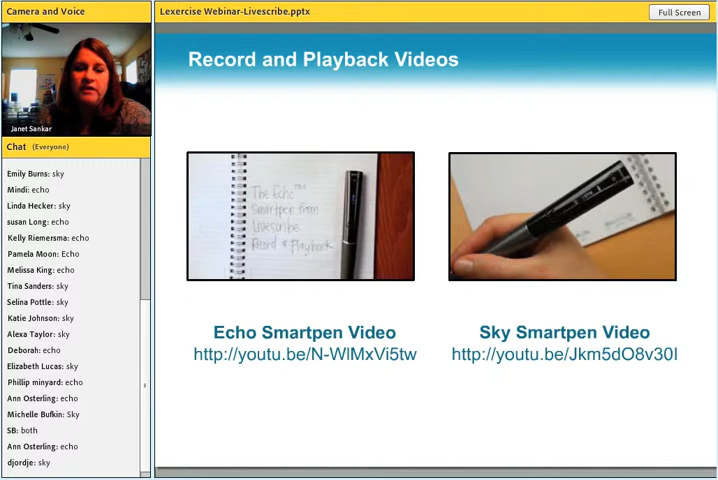 Camera and Voice
Lexercise Webinar-Livescribe.pptx
Full Screen
Janet Sankar
Chat (Everyone)
Emily Burns: sky
Mindi: echo
Linda Hecker: sky
susan Long: echo
Kelly Riemersma: echo
Pamela Moon: Echo
Melissa King: echo
Tina Sanders: sky
Selina Pottle: sky
Katie Johnson: sky
Alexa Taylor: sky
Deborah: echo
Elizabeth Lucas: sky
Phillip minyard: echo
Ann Osterling: echo
Michelle Bufkin: Sky
SB: both
Ann Osterling: echo
djordje: sky
Record and Playback Videos
The Echo™
Smartpen from
Livescribe
Record & Playback
Echo Smartpen Video
http://youtu.be/N-WlMxVi5tw
Sky Smartpen Video
http://youtu.be/Jkm5dO8v30I